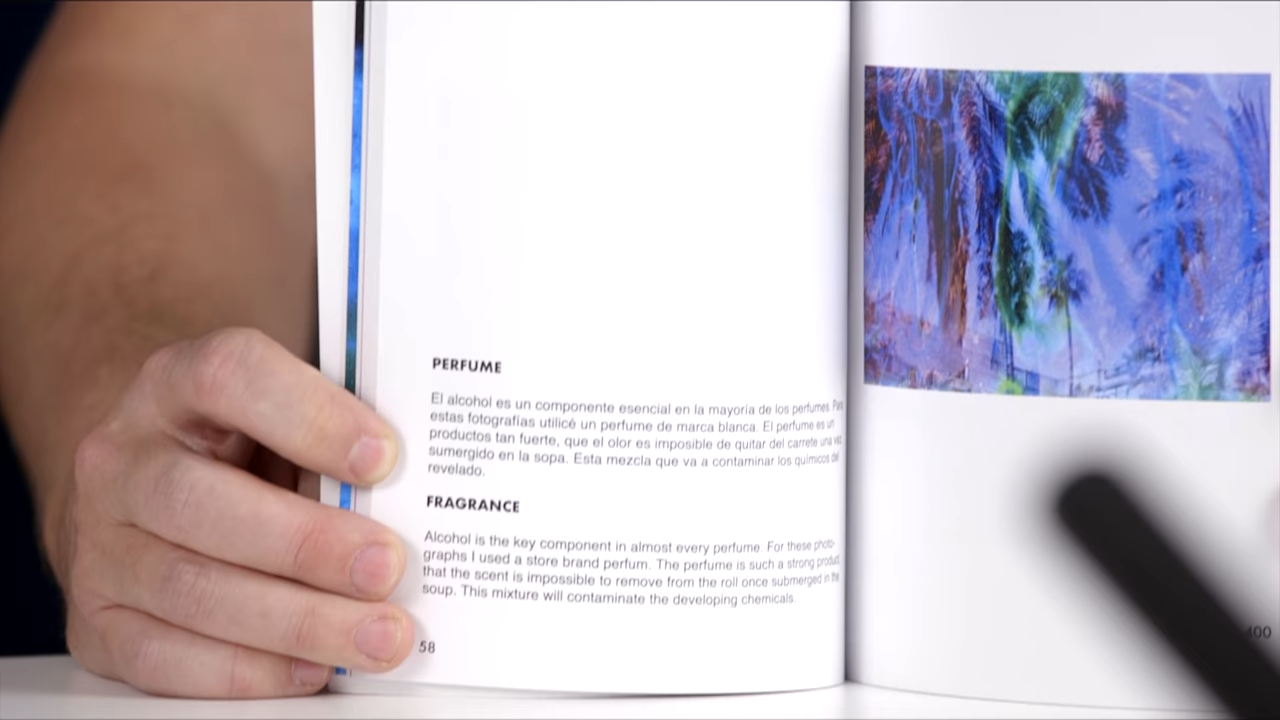 PERFUME
El alcohol es un componente esencial en la mayoría de los perfumes. Para
estas fotografías utilicé un perfume de marca blanca. El perfume es un
productos tan fuerte, que el olor es imposible de quitar del carrete una vez
sumergido en la sopa. Esta mezcla que va a contaminar los químicos del
revelado.
FRAGRANCE
Alcohol is the key component in almost every perfume. For these photo-
graphs I used a store brand perfum. The perfume is such a strong product
that the scent is impossible to remove from the roll once submerged in the
soup. This mixture will contaminate the developing chemicals.
58